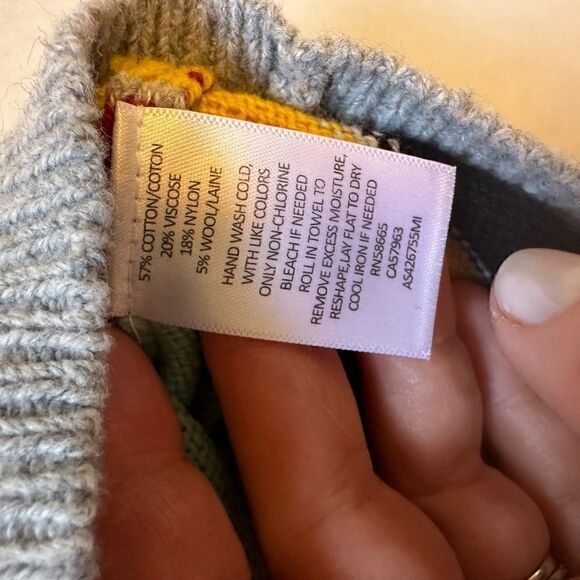 57% COTTON/COTTON
20% VISCOSE
18% NYLON
5% WOOL/LAINE
HAND WASH COLD,
WITH LIKE COLORS
ONLY NON-CHLORINE
BLEACH IF NEEDED
ROLL IN TOWEL TO
REMOVE EXCESS MOISTURE,
RESHAPE,LAY FLAT TO DRY
COOL IRON IF NEEDED
RN58665
CA57963
AS426755MI